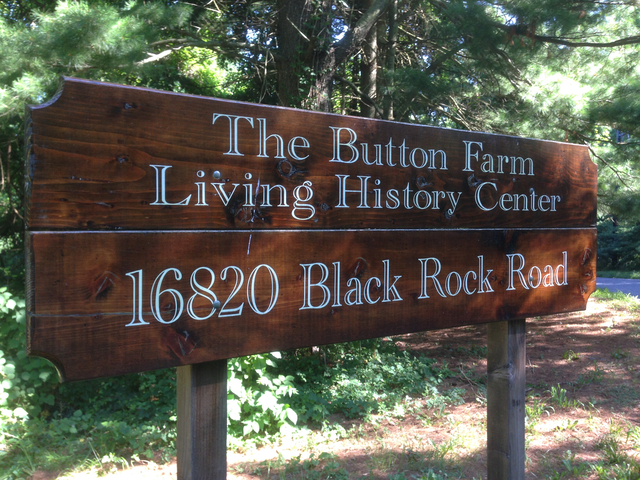 The Button Farm
Living History Center
16820 Black Rock Road